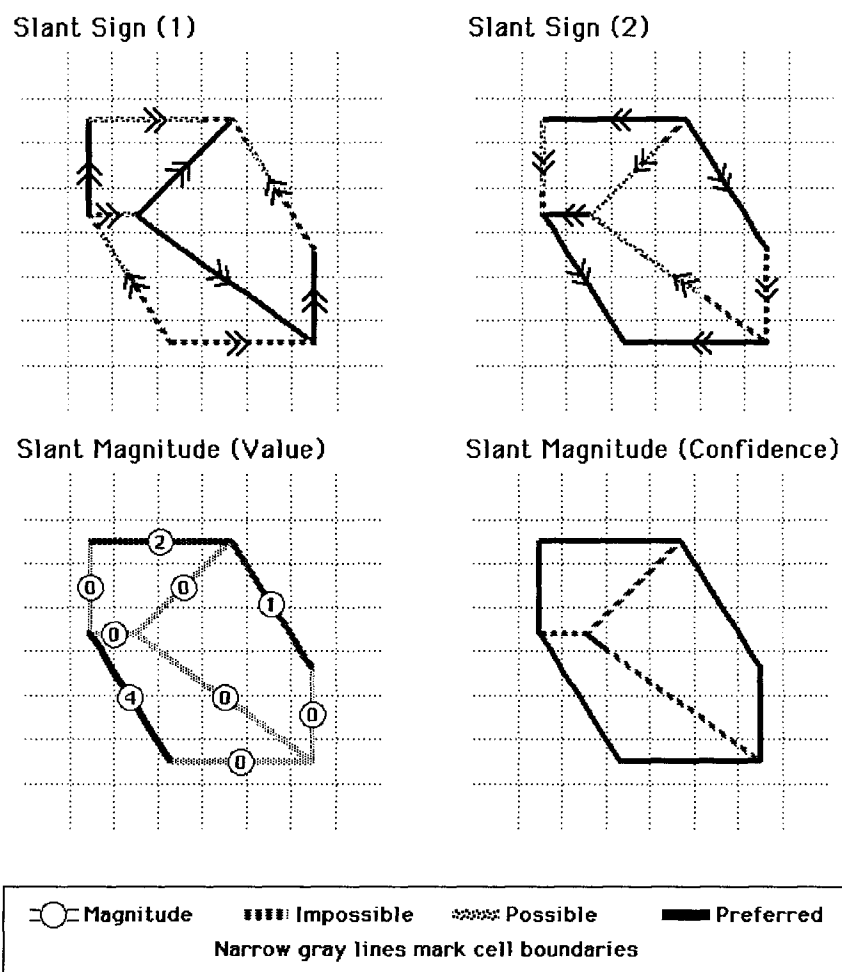 Slant Sign (1)
Slant Sign (2)
Slant Magnitude (Value)
Slant Magnitude (Confidence)
2
0
0
1
0
4
0
0
0
Magnitude Impossible Possible Preferred
Narrow gray lines mark cell boundaries